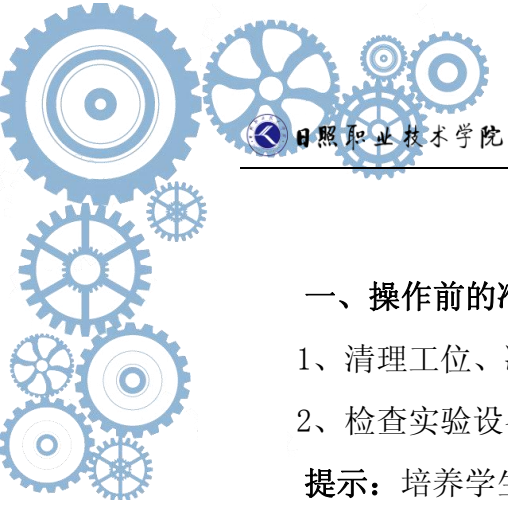 日照职业技术学院
一、操作前的
1、清理工位、
2、检查实验设
提示：培养学生